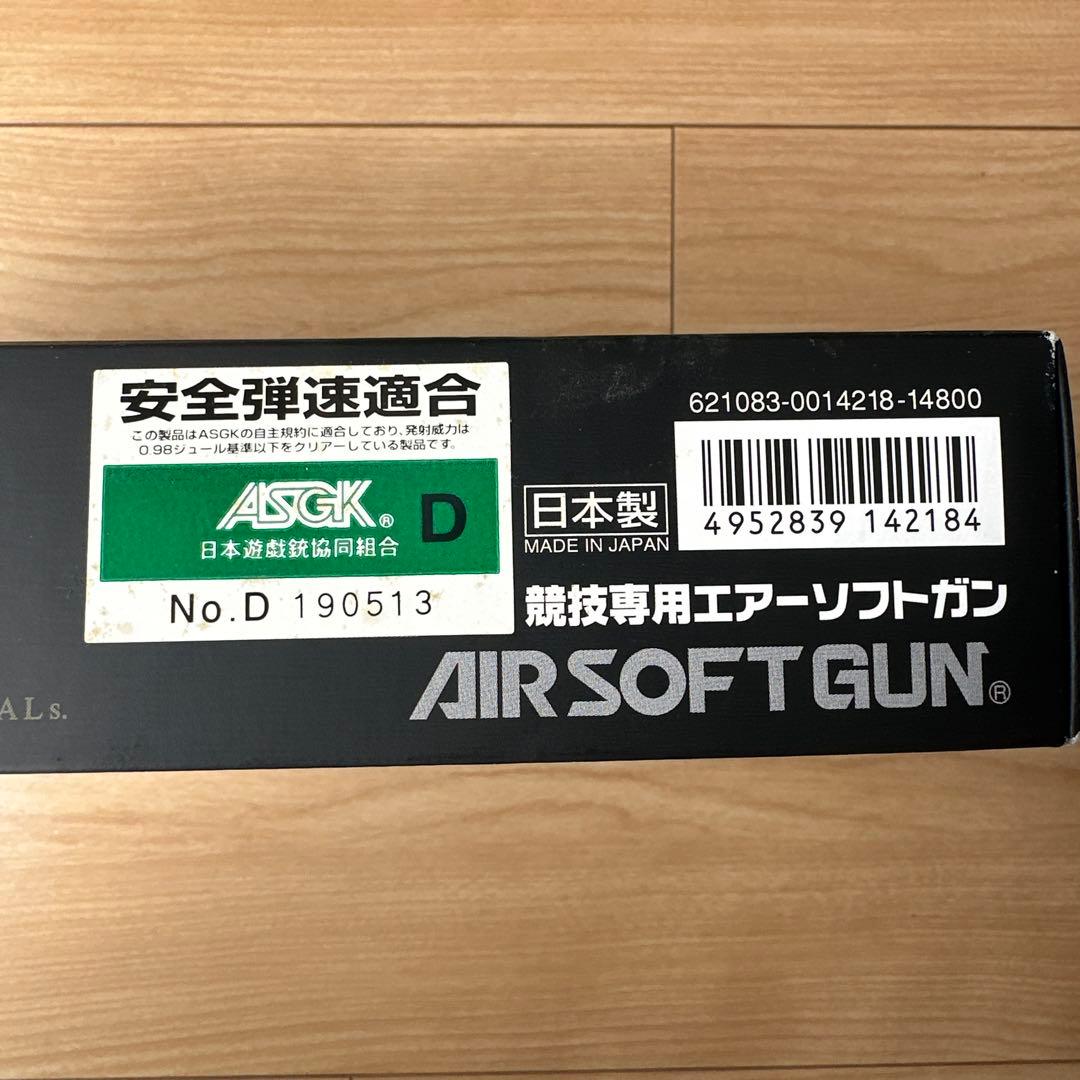 安全弾速適合
この製品はASGKの自主規約に適合しており、発射威力は
0.98ジュール基準以下をクリアーしている製品です。
ASGK® D
日本遊戯銃協同組合
No.D 190513
621083-0014218-14800
4952839 142184
日本製
MADE IN JAPAN
競技専用エアーソフトガン
AIRSOFT GUN®
ALs.